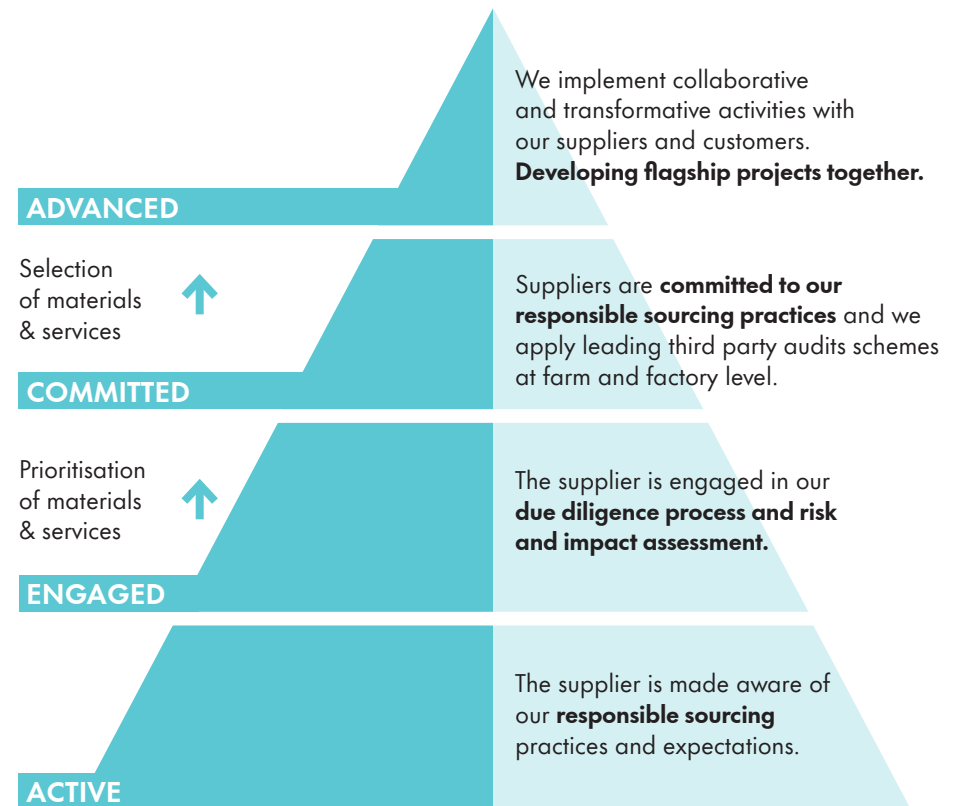 We implement collaborative
and transformative activities with
our suppliers and customers.
Developing flagship projects together.
ADVANCED
Selection
of materials
& services
Suppliers are committed to our
responsible sourcing practices and we
apply leading third party audits schemes
at farm and factory level.
COMMITTED
Prioritisation
of materials
& services
The supplier is engaged in our
due diligence process and risk
and impact assessment.
ENGAGED
The supplier is made aware of
our responsible sourcing
practices and expectations.
ACTIVE